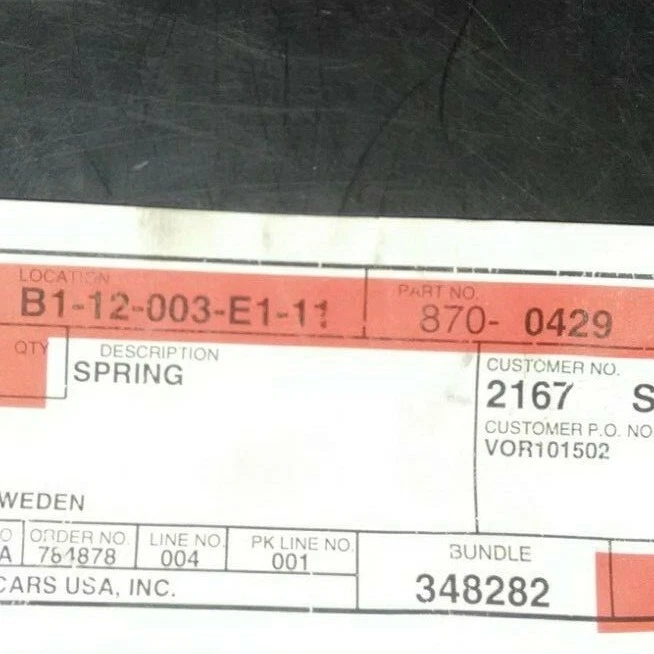 LOCATION PART NO.
B1-12-003-E1-11 870- 0429
QTY DESCRIPTION CUSTOMER NO.
SPRING 2167 S
CUSTOMER P.O. NO
VOR101502
WEDEN
O ORDER NO. LINE NO. PK LINE NO. BUNDLE
A 784878 004 001 348282
CARS USA, INC.